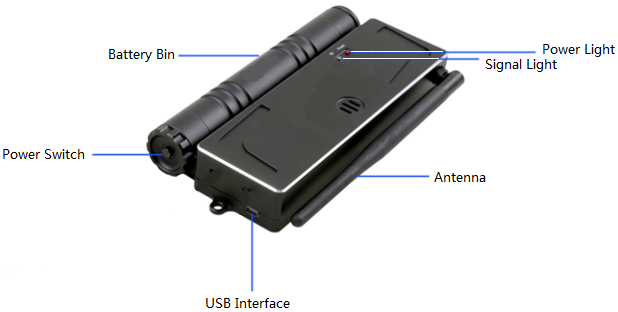 Battery Bin
Power Light
Signal Light
Power Switch
Antenna
USB Interface